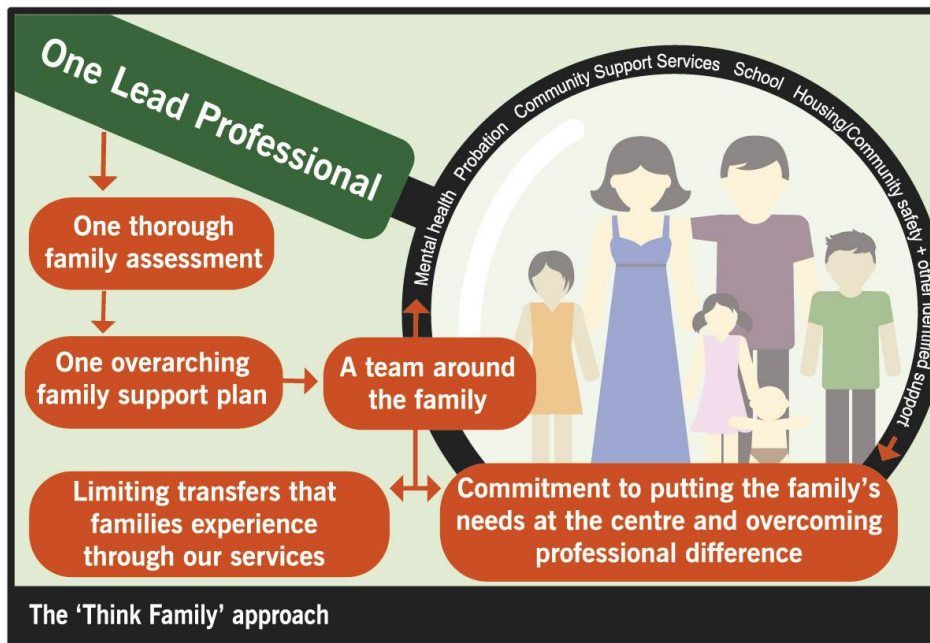 One Lead Professional
Mental health Probation Community Support Services School Housing/Community safety + other identified support
One thorough
family assessment
One overarching
family support plan
A team around
the family
Limiting transfers that
families experience
through our services
Commitment to putting the family’s
needs at the centre and overcoming
professional difference
The ‘Think Family’ approach